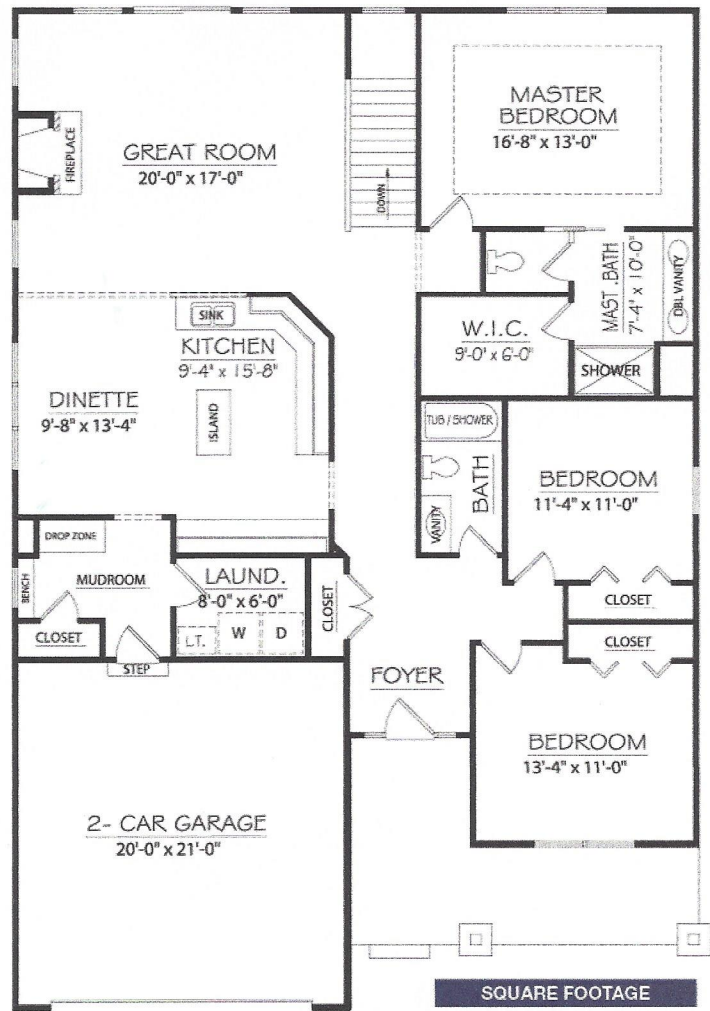 MASTER
BEDROOM
16'-8" x 13'-0"
GREAT ROOM
20'-0" x 17'-0"
FIREPLACE
DOWN
MAST. BATH
7'-4" x 10'-0"
DBL VANITY
W.I.C.
9'-0" x 6'-0"
SHOWER
SINK
KITCHEN
9'-4" x 15'-8"
ISLAND
DINETTE
9'-8" x 13'-4"
TUB / SHOWER
BATH
VANITY
BEDROOM
11'-4" x 11'-0"
CLOSET
DROP ZONE
BENCH
MUDROOM
CLOSET
LAUND.
8'-0" x 6'-0"
LT.
W
D
CLOSET
STEP
FOYER
CLOSET
BEDROOM
13'-4" x 11'-0"
2- CAR GARAGE
20'-0" x 21'-0"
SQUARE FOOTAGE